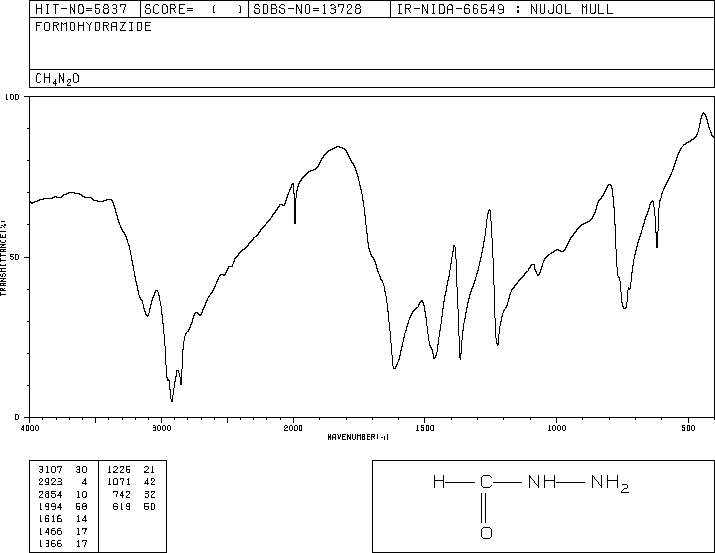 HIT-NO=5837 SCORE= ( ) SDBS-NO=13728 IR-NIDA-66549 : NUJOL MULL
FORMOHYDRAZIDE
CH4N2O
100
50
0
TRANSMITTANCE(%)
4000 3000 2000 1500 1000 500
WAVENUMBER(-1)
3107 30 1226 21
2923 4 1071 42
2854 10 742 32
1994 60 619 60
1616 14
1466 17
1366 17
H C NH NH2
O